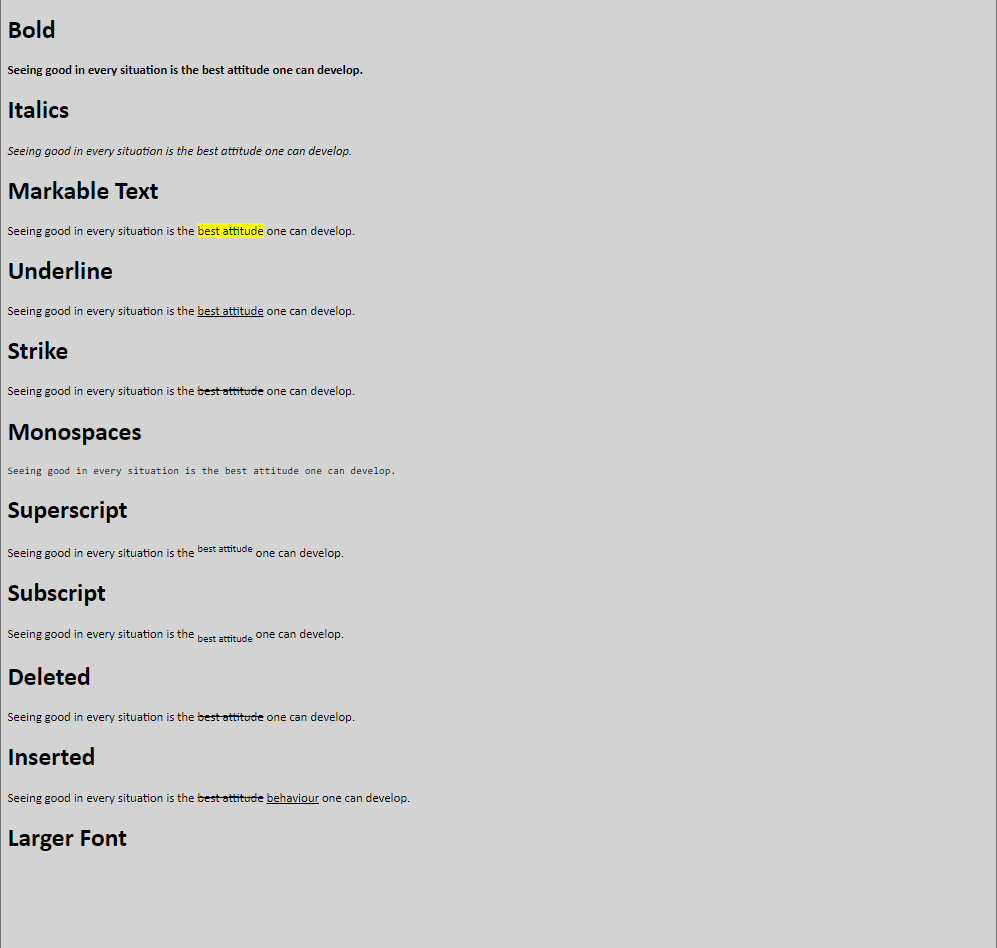 Bold
Seeing good in every situation is the best attitude one can develop.
Italics
Seeing good in every situation is the best attitude one can develop.
Markable Text
Seeing good in every situation is the best attitude one can develop.
Underline
Seeing good in every situation is the best attitude one can develop.
Strike
Seeing good in every situation is the best attitude one can develop.
Monospaces
Seeing good in every situation is the best attitude one can develop.
Superscript
Seeing good in every situation is the best attitude one can develop.
Subscript
Seeing good in every situation is the best attitude one can develop.
Deleted
Seeing good in every situation is the best attitude one can develop.
Inserted
Seeing good in every situation is the best attitude behaviour one can develop.
Larger Font